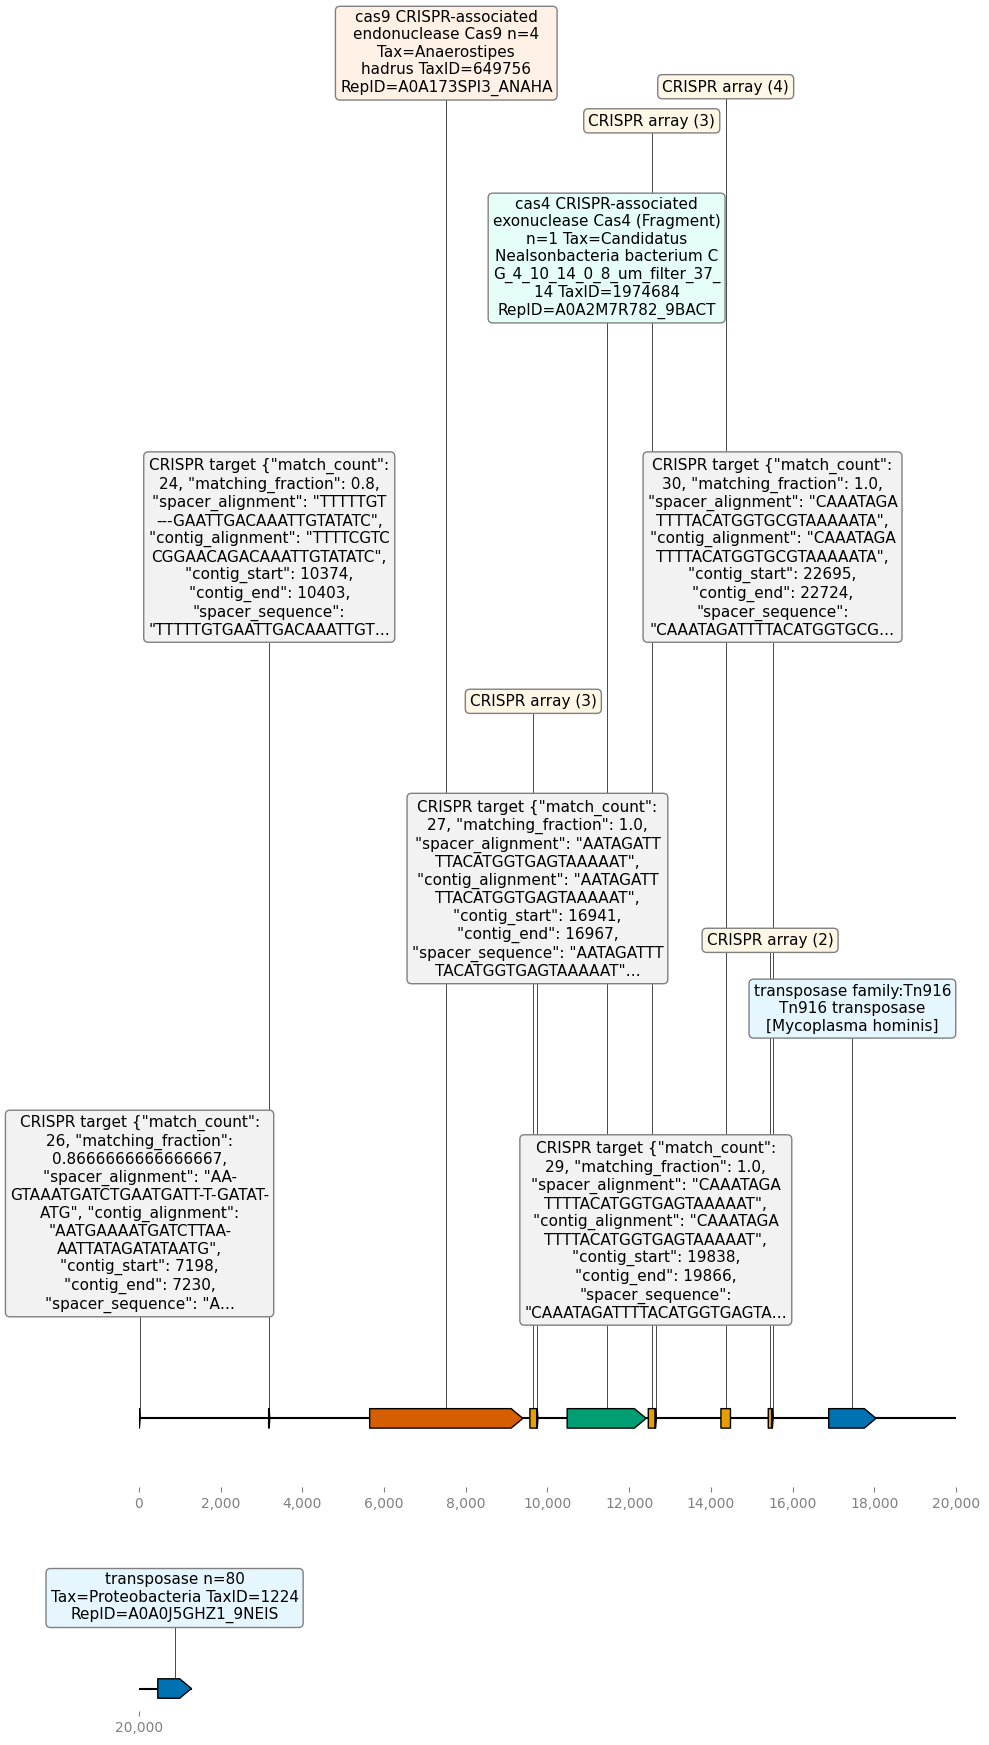 cas9 CRISPR-associated
endonuclease Cas9 n=4
Tax=Anaerostipes
hadrus TaxID=649756
RepID=A0A173SPI3_ANAHA
CRISPR array (4)
CRISPR array (3)
cas4 CRISPR-associated
exonuclease Cas4 (Fragment)
n=1 Tax=Candidatus
Nealsonbacteria bacterium C
G_4_10_14_0_8_um_filter_37_
14 TaxID=1974684
RepID=A0A2M7R782_9BACT
CRISPR target {"match_count":
24, "matching_fraction": 0.8,
"spacer_alignment": "TTTTTGT
---GAATTGACAAATTGTATATC",
"contig_alignment": "TTTTCGTC
CGGAACAGACAAATTGTATATC",
"contig_start": 10374,
"contig_end": 10403,
"spacer_sequence":
"TTTTTGTGAATTGACAAATTGT...
CRISPR target {"match_count":
30, "matching_fraction": 1.0,
"spacer_alignment": "CAAATAGA
TTTTACATGGTGCGTAAAAATA",
"contig_alignment": "CAAATAGA
TTTTACATGGTGCGTAAAAATA",
"contig_start": 22695,
"contig_end": 22724,
"spacer_sequence":
"CAAATAGATTTTACATGGTGCG...
CRISPR array (3)
CRISPR target {"match_count":
27, "matching_fraction": 1.0,
"spacer_alignment": "AATAGATT
TTACATGGTGAGTAAAAAT",
"contig_alignment": "AATAGATT
TTACATGGTGAGTAAAAAT",
"contig_start": 16941,
"contig_end": 16967,
"spacer_sequence": "AATAGATTT
TACATGGTGAGTAAAAAT"...
CRISPR array (2)
transposase family:Tn916
Tn916 transposase
[Mycoplasma hominis]
CRISPR target {"match_count":
26, "matching_fraction":
0.8666666666666667,
"spacer_alignment": "AA-
GTAAATGATCTGAATGATT-T-GATAT-
ATG", "contig_alignment":
"AATGAAAATGATCTTAA-
AATTATAGATATAATG",
"contig_start": 7198,
"contig_end": 7230,
"spacer_sequence": "A...
CRISPR target {"match_count":
29, "matching_fraction": 1.0,
"spacer_alignment": "CAAATAGA
TTTTACATGGTGAGTAAAAAT",
"contig_alignment": "CAAATAGA
TTTTACATGGTGAGTAAAAAT",
"contig_start": 19838,
"contig_end": 19866,
"spacer_sequence":
"CAAATAGATTTTACATGGTGAGTA...
0 2,000 4,000 6,000 8,000 10,000 12,000 14,000 16,000 18,000 20,000
transposase n=80
Tax=Proteobacteria TaxID=1224
RepID=A0A0J5GHZ1_9NEIS
20,000